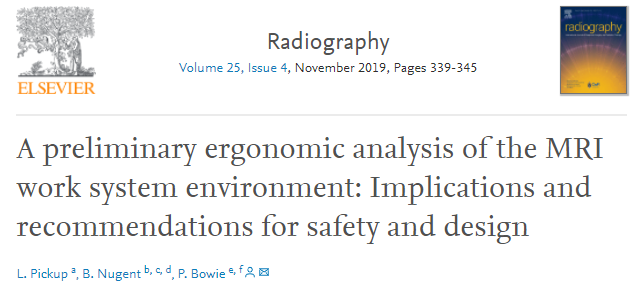 Radiography
Volume 25, Issue 4, November 2019, Pages 339-345
ELSEVIER
radiography
A preliminary ergonomic analysis of the MRI
work system environment: Implications and
recommendations for safety and design
L. Pickup a, B. Nugent b, c, d, P. Bowie e, f